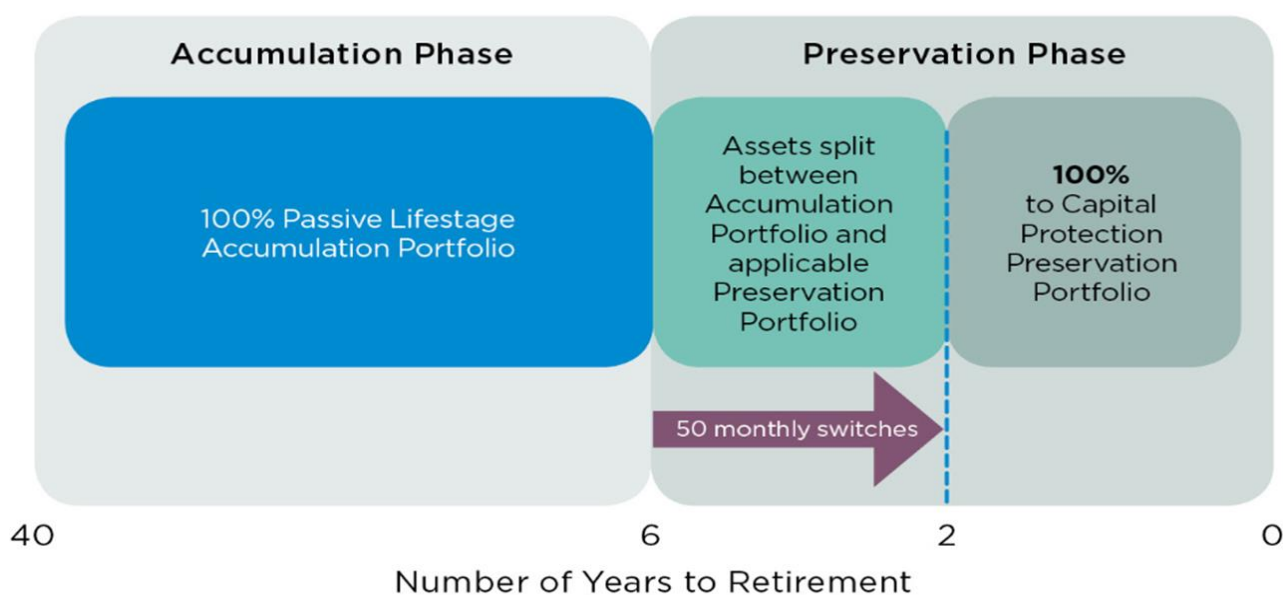 Accumulation Phase
Preservation Phase
100% Passive Lifestage
Accumulation Portfolio
Assets split
between
Accumulation
Portfolio and
applicable
Preservation
Portfolio
100%
to Capital
Protection
Preservation
Portfolio
50 monthly switches
40
6
2
0
Number of Years to Retirement